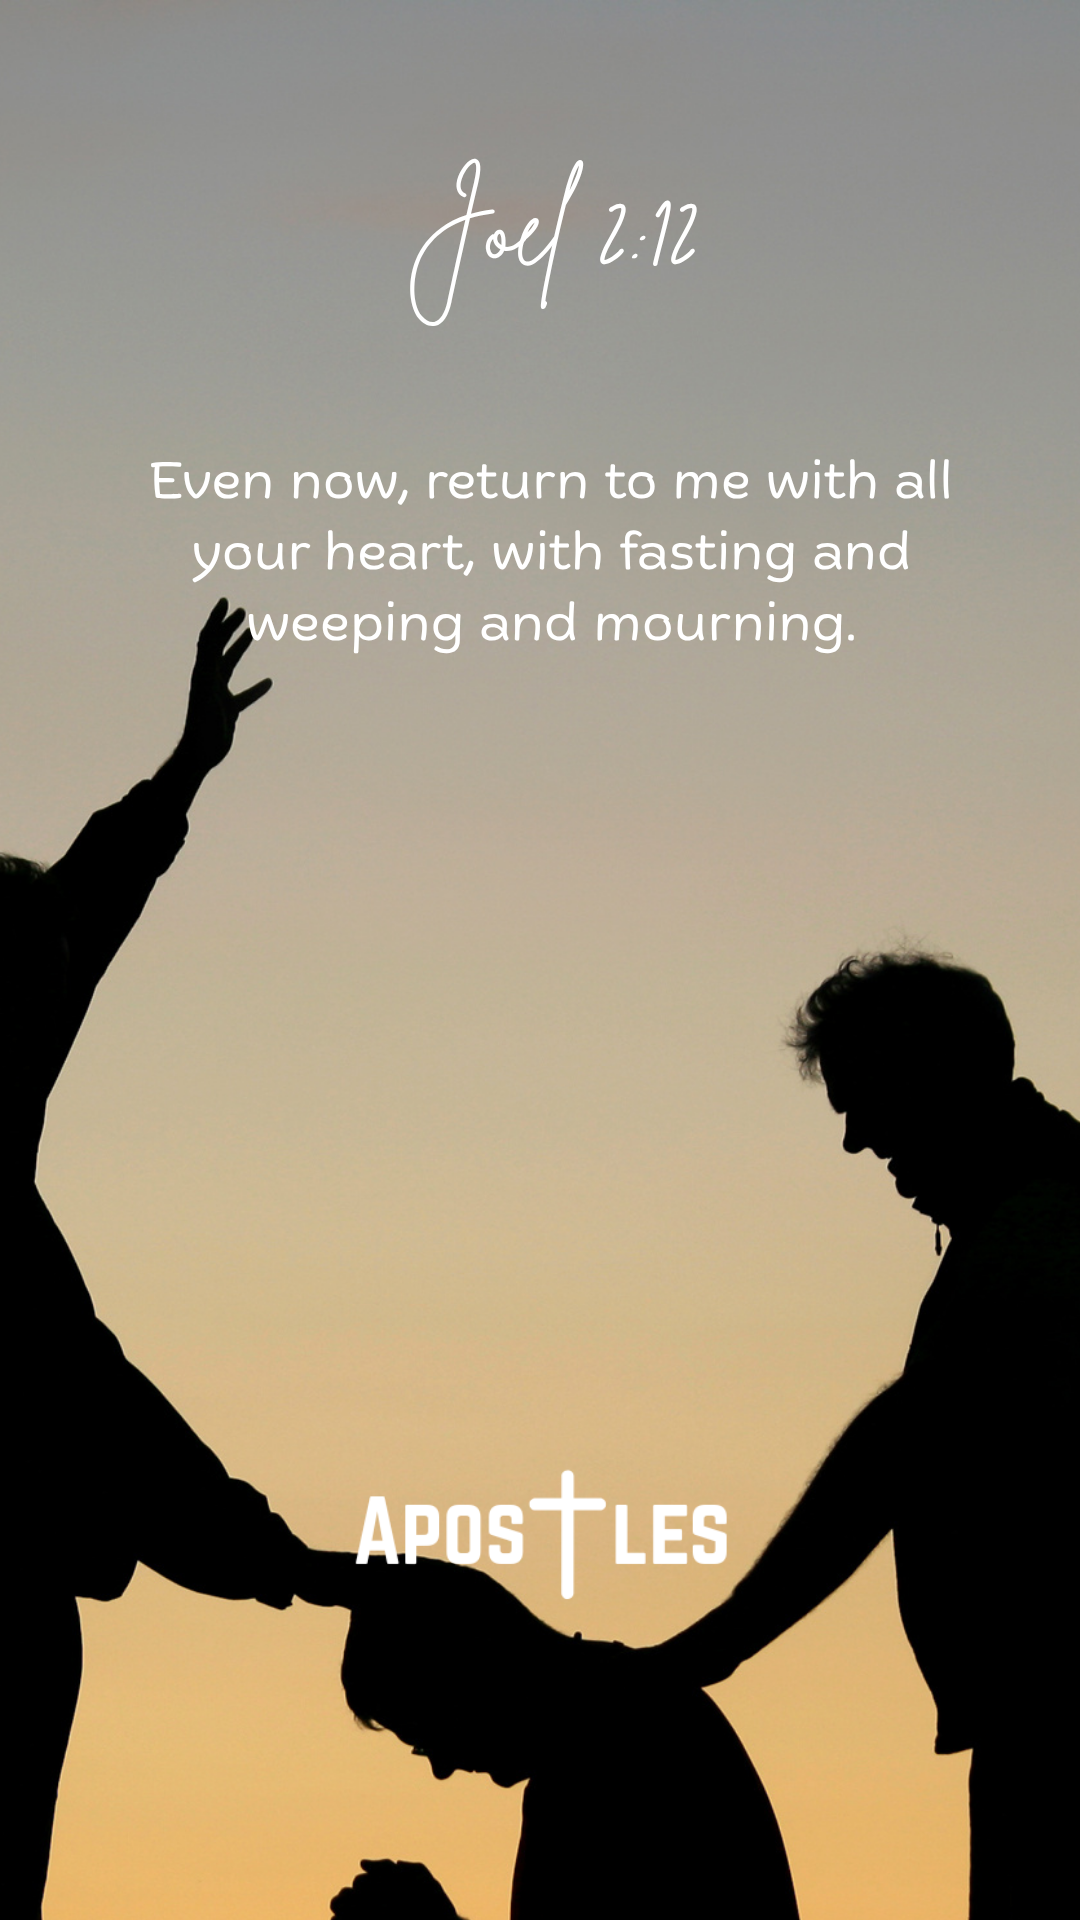 Joel 2:12
Even now, return to me with all
your heart, with fasting and
weeping and mourning.
APOSTLES